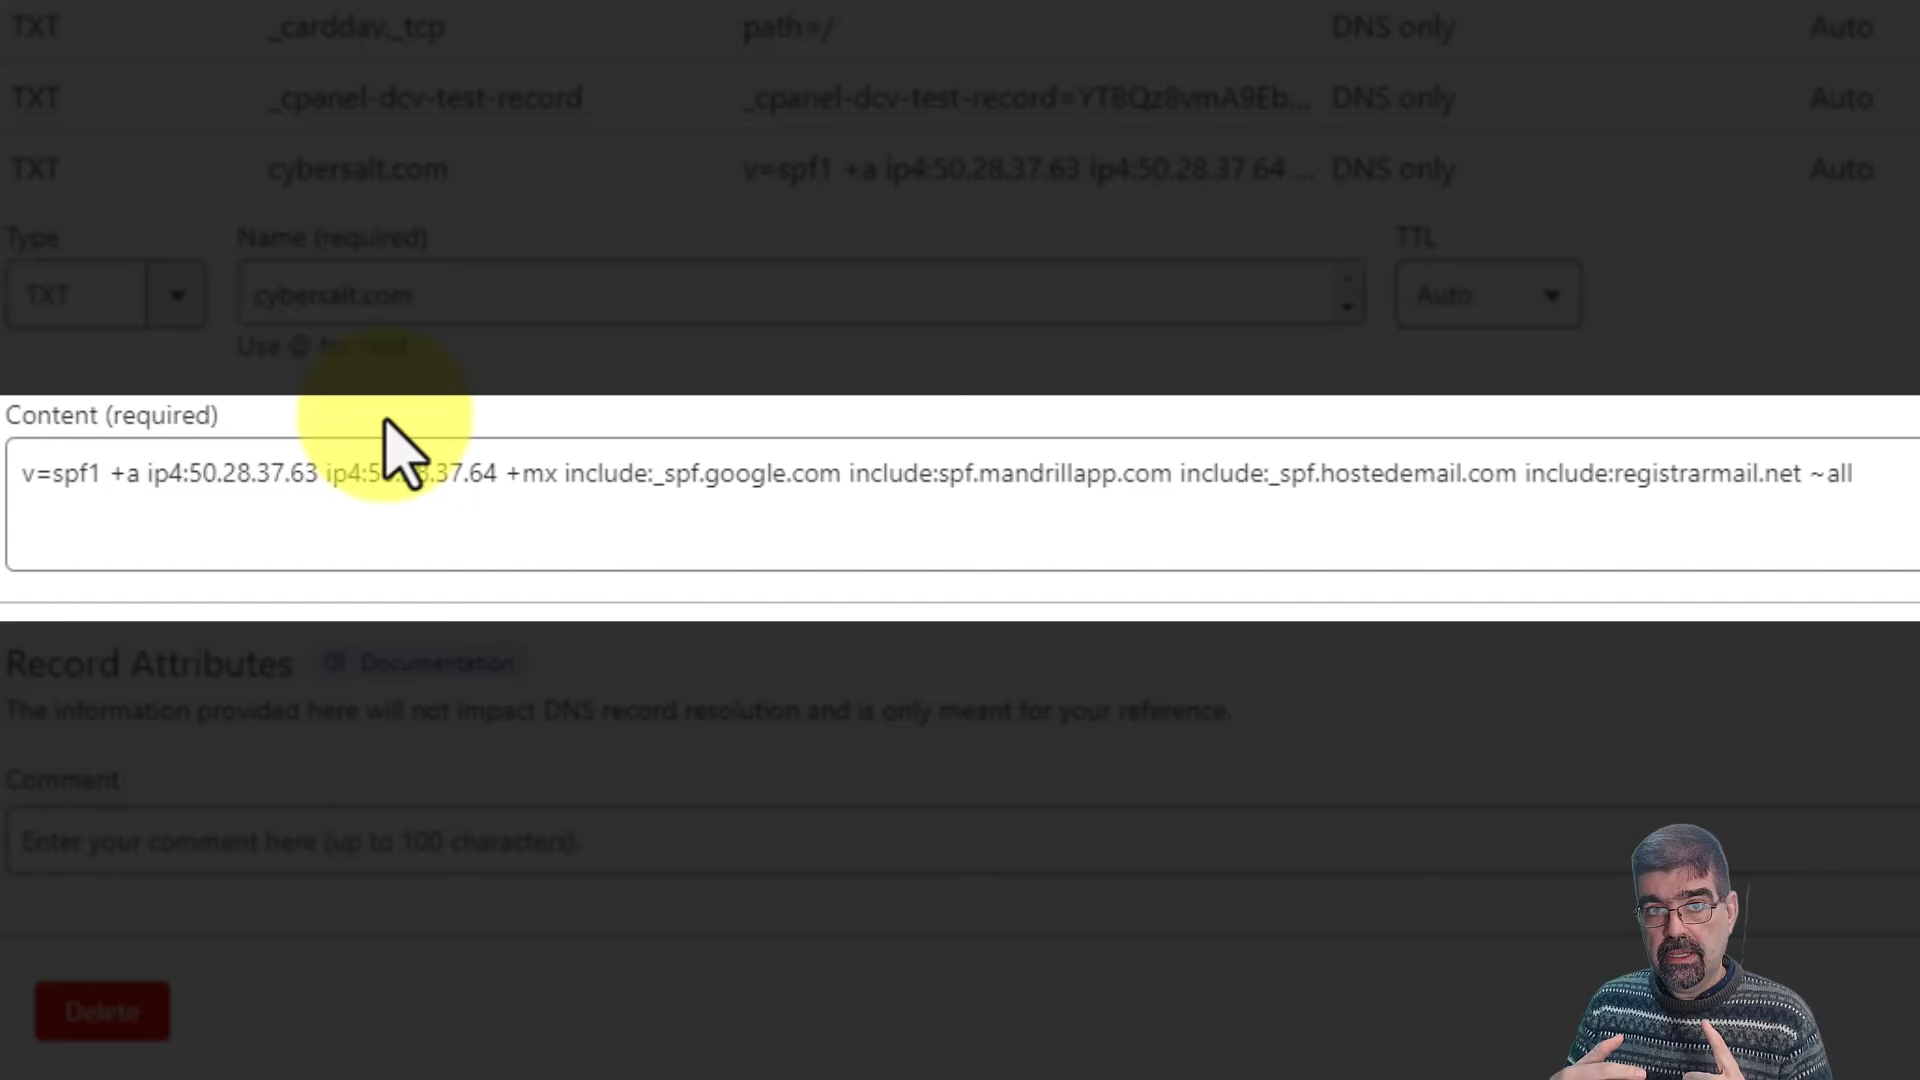 TXT _carddav._tcp path=/ DNS only Auto
TXT _cpanel-dcv-test-record _cpanel-dcv-test-record=YTBQz8vmA9Eb... DNS only Auto
TXT cybersalt.com v=spf1 +a ip4:50.28.37.63 ip4:50.28.37.64 ... DNS only Auto
Type Name (required) TTL
TXT cybersalt.com Auto
Use @ for root
Content (required)
v=spf1 +a ip4:50.28.37.63 ip4:50.28.37.64 +mx include:_spf.google.com include:spf.mandrillapp.com include:_spf.hostedemail.com include:registrarmail.net ~all
Record Attributes Documentation
The information provided here will not impact DNS record resolution and is only meant for your reference.
Comment
Enter your comment here (up to 100 characters).
Delete